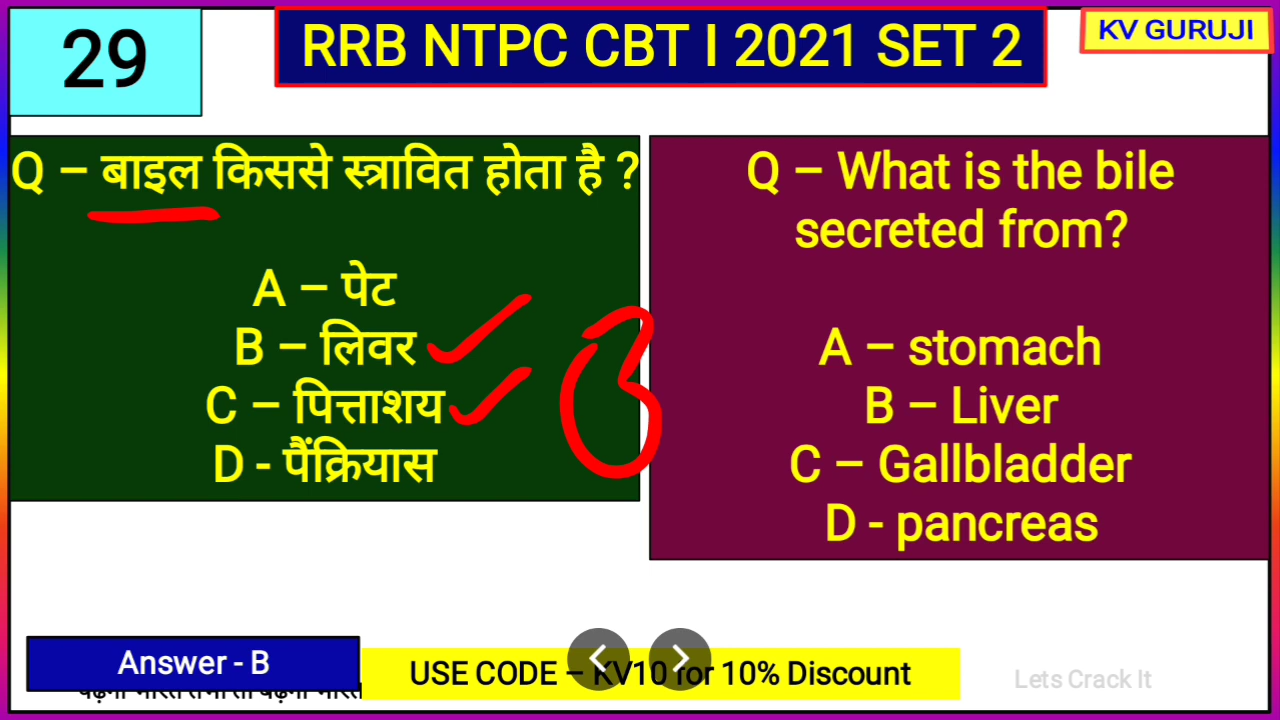 29
RRB NTPC CBT I 2021 SET 2
KV GURUJI
Q – बाइल किससे स्त्रावित होता है ?
A – पेट
B – लिवर
C – पित्ताशय
D - पैंक्रियास
B
Q – What is the bile
secreted from?
A – stomach
B – Liver
C – Gallbladder
D - pancreas
Answer - B
USE CODE – KV10 for 10% Discount
Lets Crack It